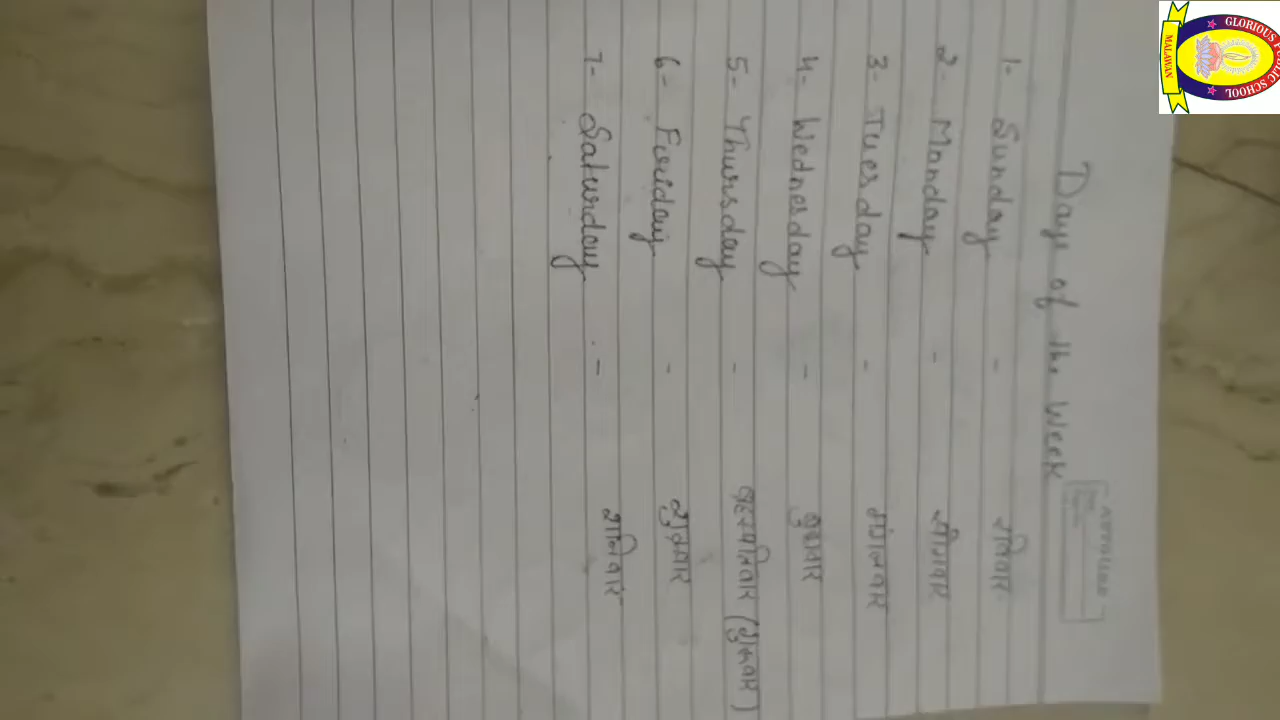 Days of the Week
1- Sunday - रविवार
2- Monday - सोमवार
3- Tuesday - मंगलवार
4- Wednesday - बुधवार
5- Thursday - बृहस्पतिवार (गुरुवार)
6- Foriday - शुक्रवार
7- Saturday - शनिवार
GLORIOUS PUBLIC SCHOOL
MALAWAN